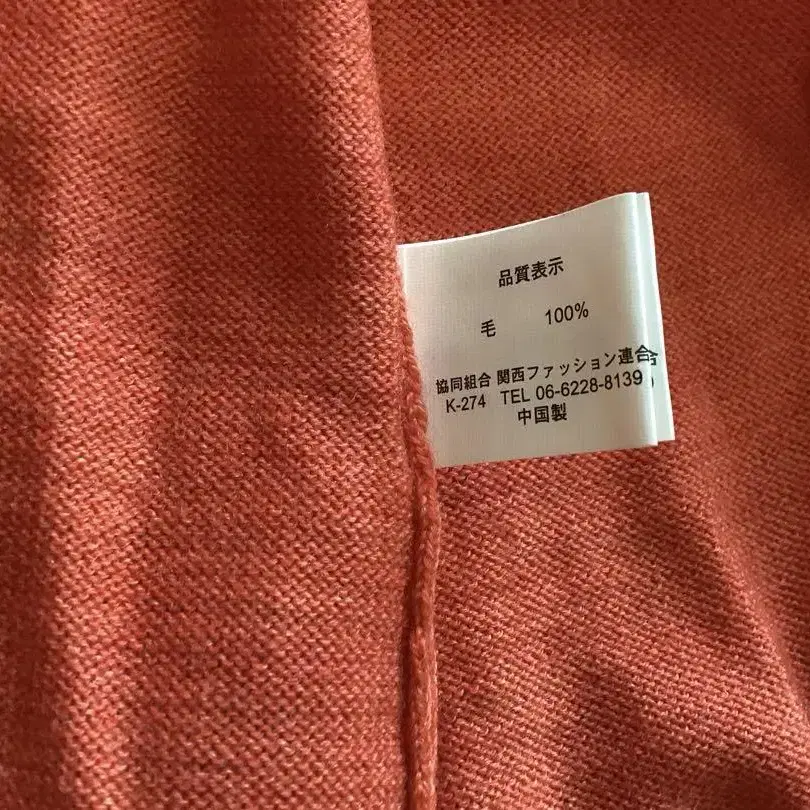 品質表示
毛 100%
協同組合 関西ファッション連合
K-274 TEL 06-6228-8139
中国製